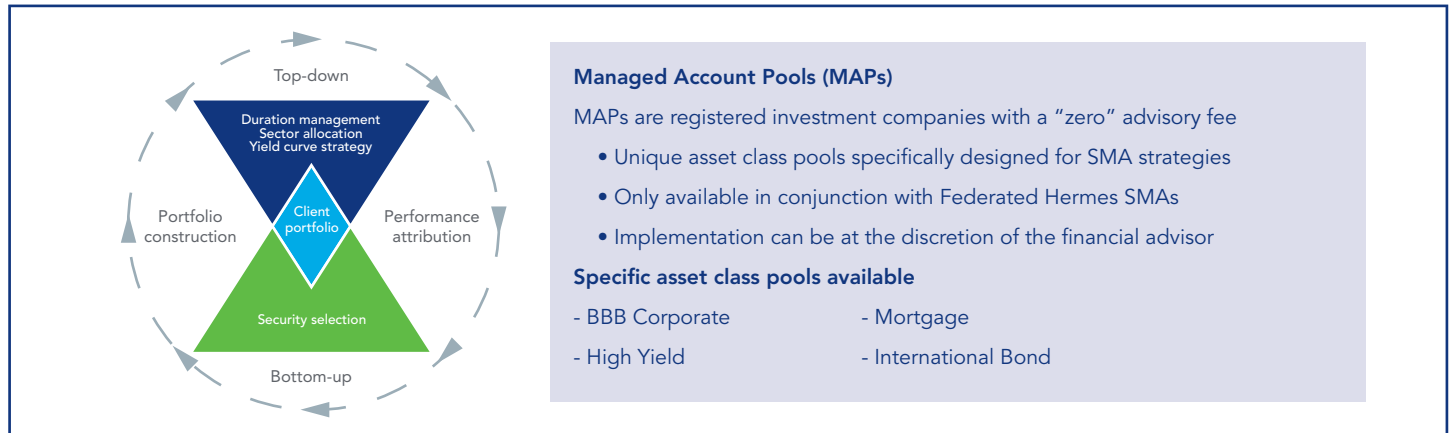 Top-down
Duration management
Sector allocation
Yield curve strategy
Portfolio
construction
Client
portfolio
Performance
attribution
Security selection
Bottom-up
Managed Account Pools (MAPs)
MAPs are registered investment companies with a “zero” advisory fee
• Unique asset class pools specifically designed for SMA strategies
• Only available in conjunction with Federated Hermes SMAs
• Implementation can be at the discretion of the financial advisor
Specific asset class pools available
- BBB Corporate - Mortgage
- High Yield - International Bond